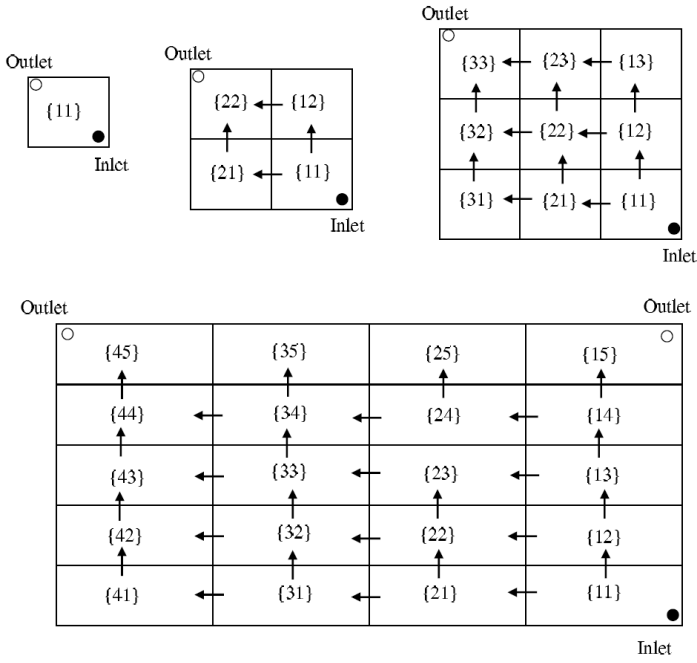 Outlet
{11}
Inlet
Outlet
{22} {12}
{21} {11}
Inlet
Outlet
{33} {23} {13}
{32} {22} {12}
{31} {21} {11}
Inlet
Outlet Outlet
{45} {35} {25} {15}
{44} {34} {24} {14}
{43} {33} {23} {13}
{42} {32} {22} {12}
{41} {31} {21} {11}
Inlet